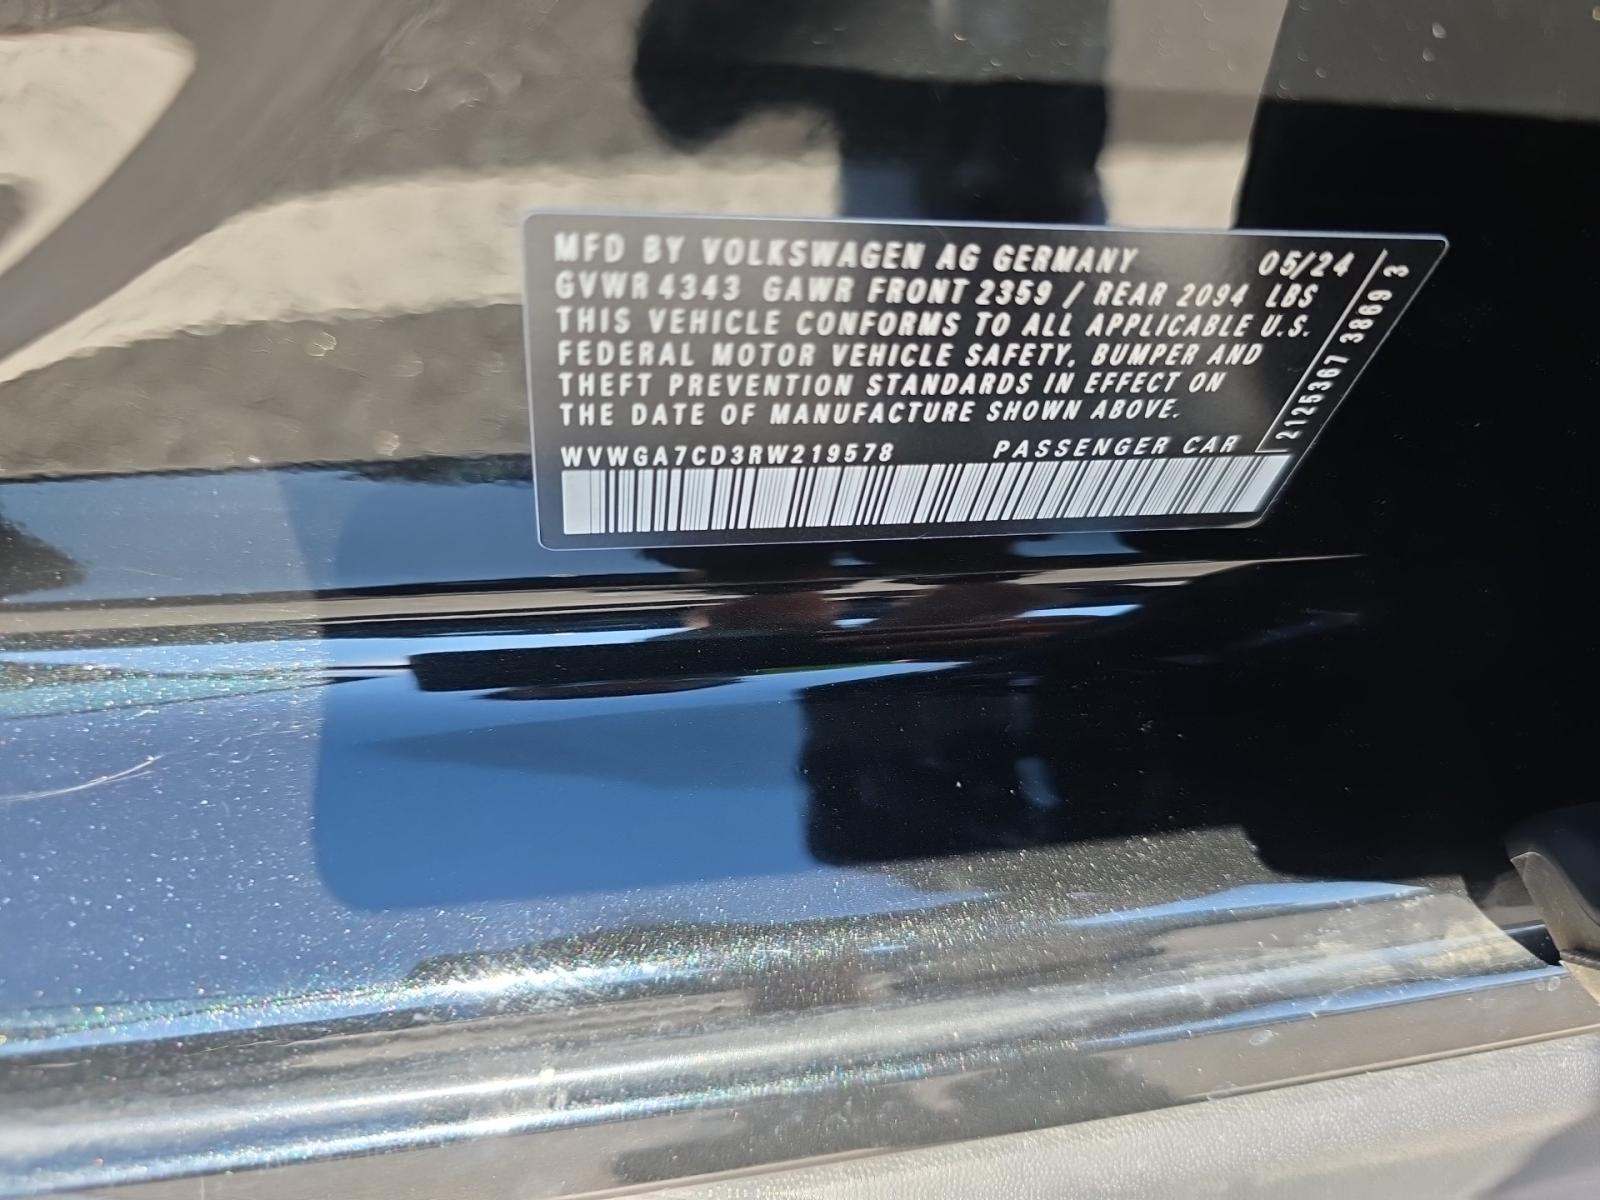 MFD BY VOLKSWAGEN AG GERMANY 05/24
GVWR 4343 GAWR FRONT 2359 / REAR 2094 LBS
THIS VEHICLE CONFORMS TO ALL APPLICABLE U.S.
FEDERAL MOTOR VEHICLE SAFETY, BUMPER AND
THEFT PREVENTION STANDARDS IN EFFECT ON
THE DATE OF MANUFACTURE SHOWN ABOVE.
WVWGA7CD3RW219578 PASSENGER CAR
2125367 3869 3